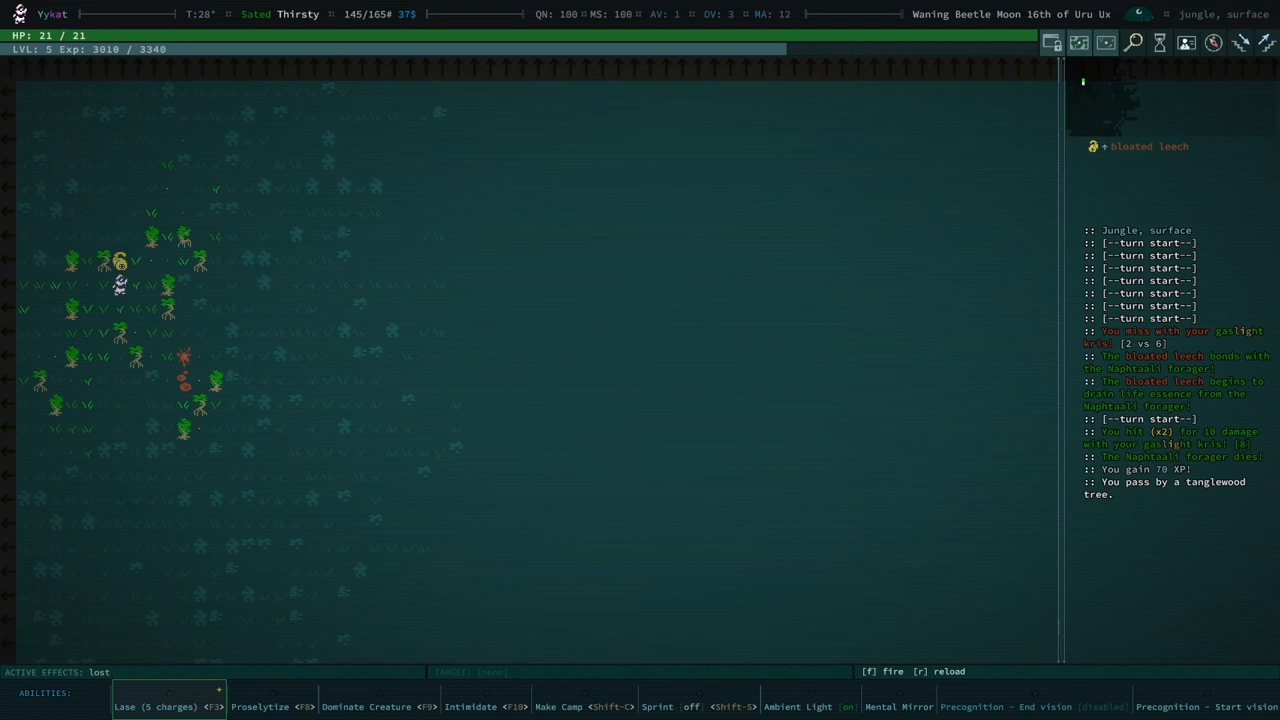 Yykat T:28° Sated Thirsty 145/165# 37$ QN: 100 MS: 100 AV: 1 DV: 3 MA: 12 Waning Beetle Moon 16th of Uru Ux jungle, surface
HP: 21 / 21
LVL: 5 Exp: 3010 / 3340
bloated leech
:: Jungle, surface
:: [--turn start--]
:: [--turn start--]
:: [--turn start--]
:: [--turn start--]
:: [--turn start--]
:: [--turn start--]
:: [--turn start--]
:: You miss with your gaslight
kris! [2 vs 6]
:: The bloated leech bonds with
the Naphtaali forager!
:: The bloated leech begins to
drain life essence from the
Naphtaali forager!
:: [--turn start--]
:: You hit (x2) for 10 damage
with your gaslight kris! [8]
:: The Naphtaali forager dies!
:: You gain 70 XP!
:: You pass by a tanglewood
tree.
ACTIVE EFFECTS: lost TARGET: [none] [f] fire [r] reload
ABILITIES: Lase (5 charges) <F3> Proselytize <F8> Dominate Creature <F9> Intimidate <F10> Make Camp <Shift-C> Sprint [off] <Shift-S> Ambient Light [on] Mental Mirror Precognition - End vision [disabled] Precognition - Start vision